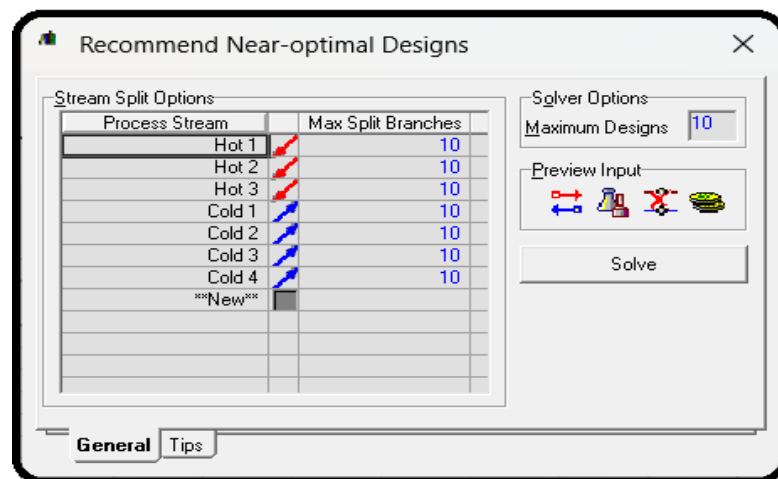 Recommend Near-optimal Designs
Stream Split Options
Process Stream Max Split Branches
Hot 1 10
Hot 2 10
Hot 3 10
Cold 1 10
Cold 2 10
Cold 3 10
Cold 4 10
**New**
Solver Options
Maximum Designs 10
Preview Input
Solve
General Tips